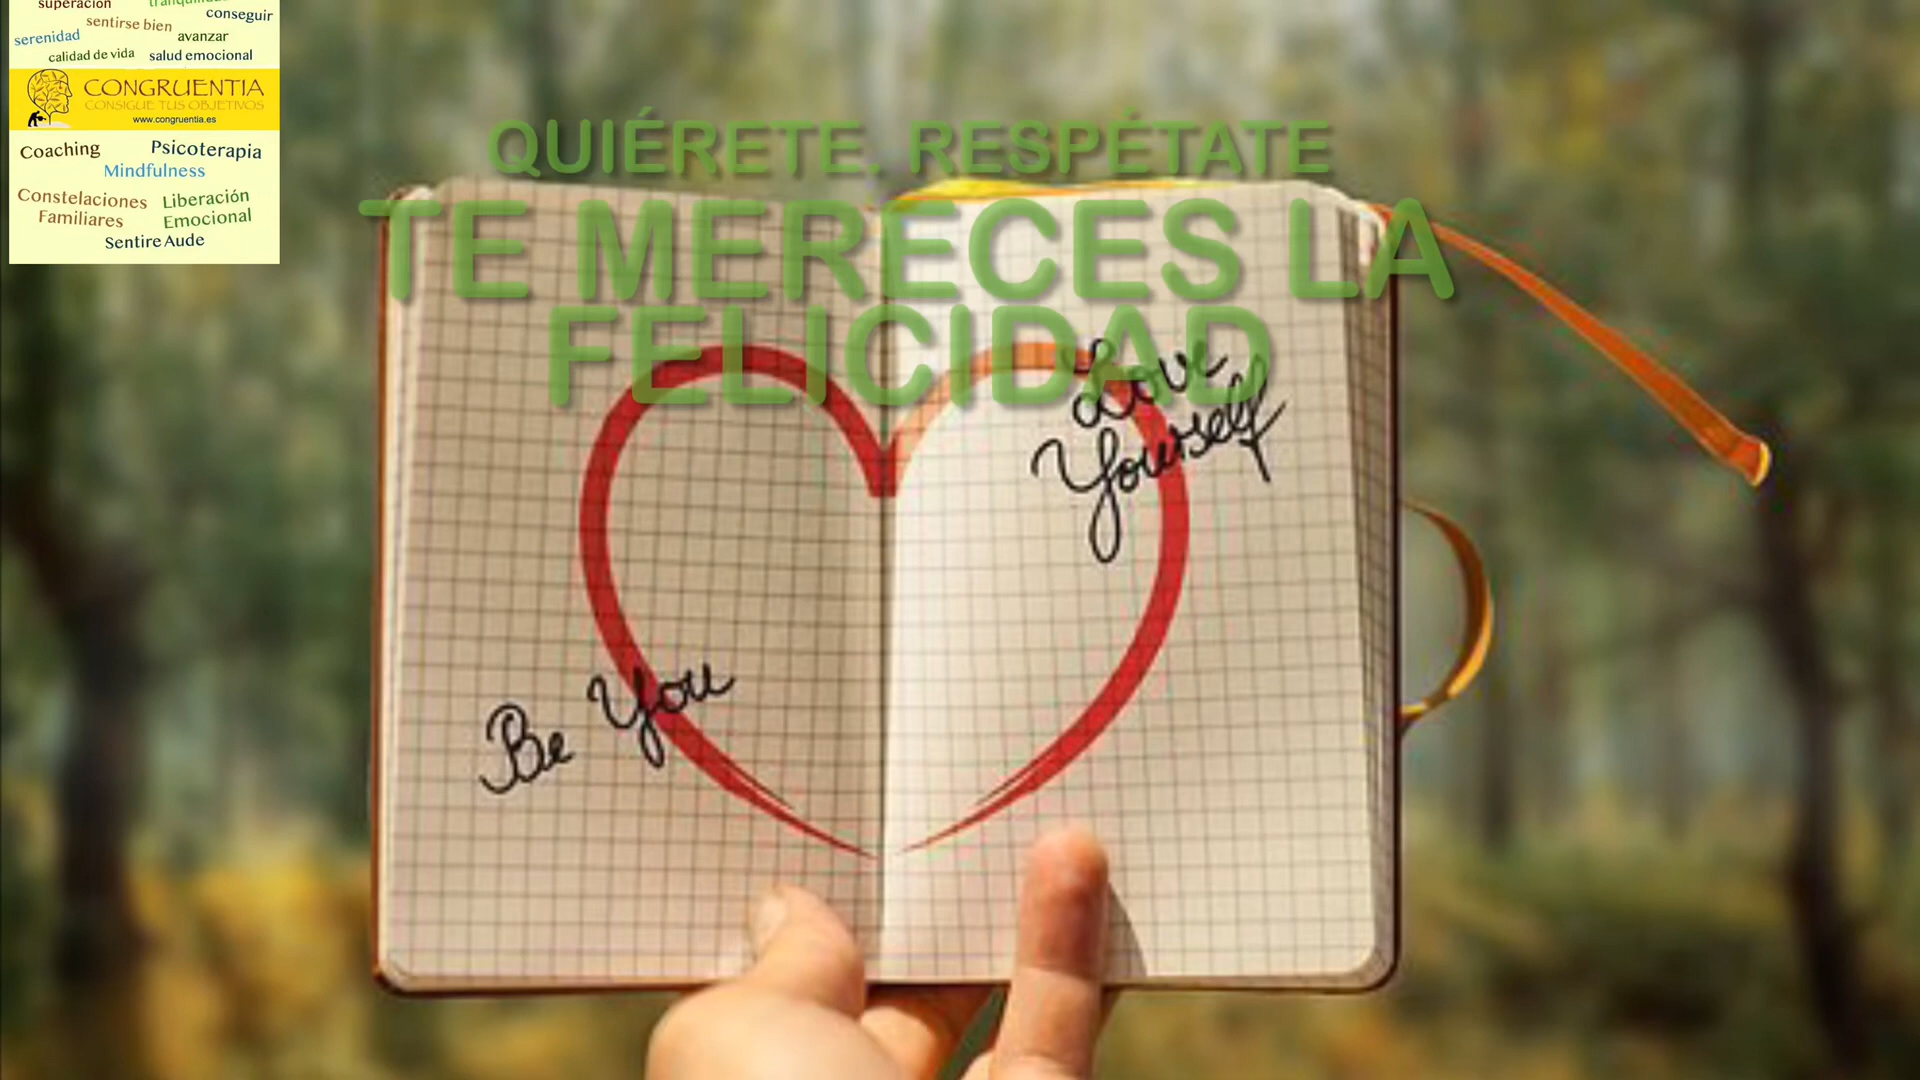 superación
tranquilidad
conseguir
sentirse bien
serenidad
avanzar
calidad de vida
salud emocional
CONGRUENTIA
CONSIGUE TUS OBJETIVOS
www.congruentia.es
Coaching
Psicoterapia
Mindfulness
Constelaciones
Familiares
Liberación
Emocional
Sentire Aude
QUIÉRETE. RESPÉTATE
TE MERECES LA
FELICIDAD
Love
Yourself
Be You